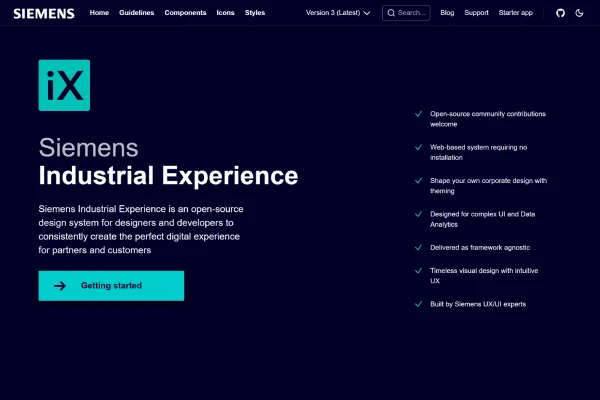 SIEMENS Home Guidelines Components Icons Styles Version 3 (Latest) Search... Blog Support Starter app
iX
Siemens
Industrial Experience
Siemens Industrial Experience is an open-source
design system for designers and developers to
consistently create the perfect digital experience
for partners and customers
Getting started
Open-source community contributions
welcome
Web-based system requiring no
installation
Shape your own corporate design with
theming
Designed for complex UI and Data
Analytics
Delivered as framework agnostic
Timeless visual design with intuitive
UX
Built by Siemens UX/UI experts